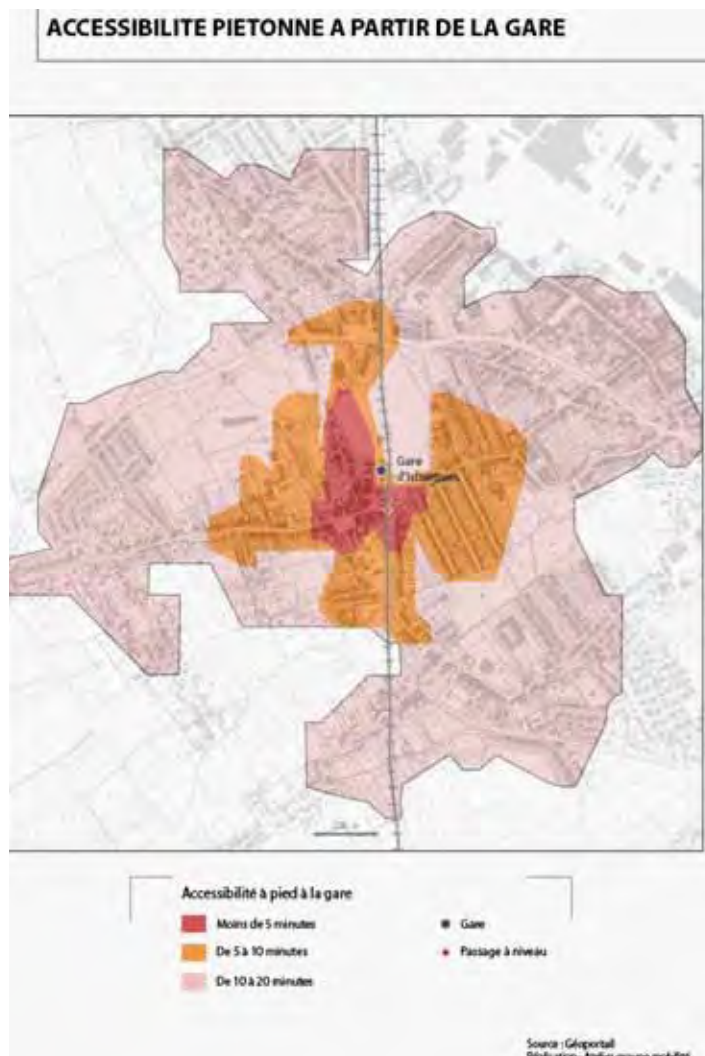 ACCESSIBILITE PIETONNE A PARTIR DE LA GARE
Gare
Accessibilité à pied à la gare
Moins de 5 minutes
De 5 à 10 minutes
De 10 à 20 minutes
Gare
Passage à niveau
Source : Géoportail